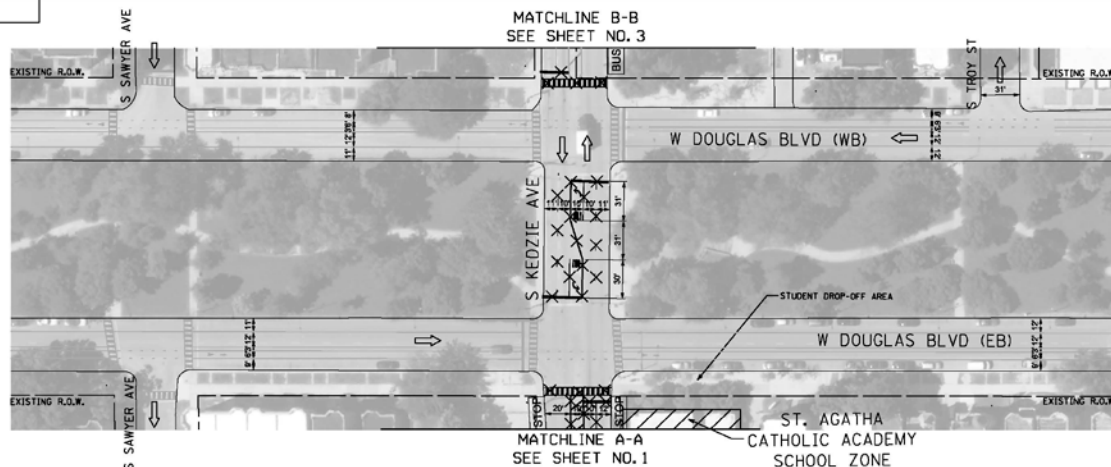 MATCHLINE B-B
SEE SHEET NO. 3
S SAWYER AVE
BUS
S TROY ST
EXISTING R.O.W.
EXISTING R.O.W.
31'
W DOUGLAS BLVD (WB)
S KEDZIE AVE
31'
31'
30'
STUDENT DROP-OFF AREA
W DOUGLAS BLVD (EB)
S SAWYER AVE
EXISTING R.O.W.
EXISTING R.O.W.
STOP
20'
STOP
MATCHLINE A-A
SEE SHEET NO. 1
ST. AGATHA
CATHOLIC ACADEMY
SCHOOL ZONE